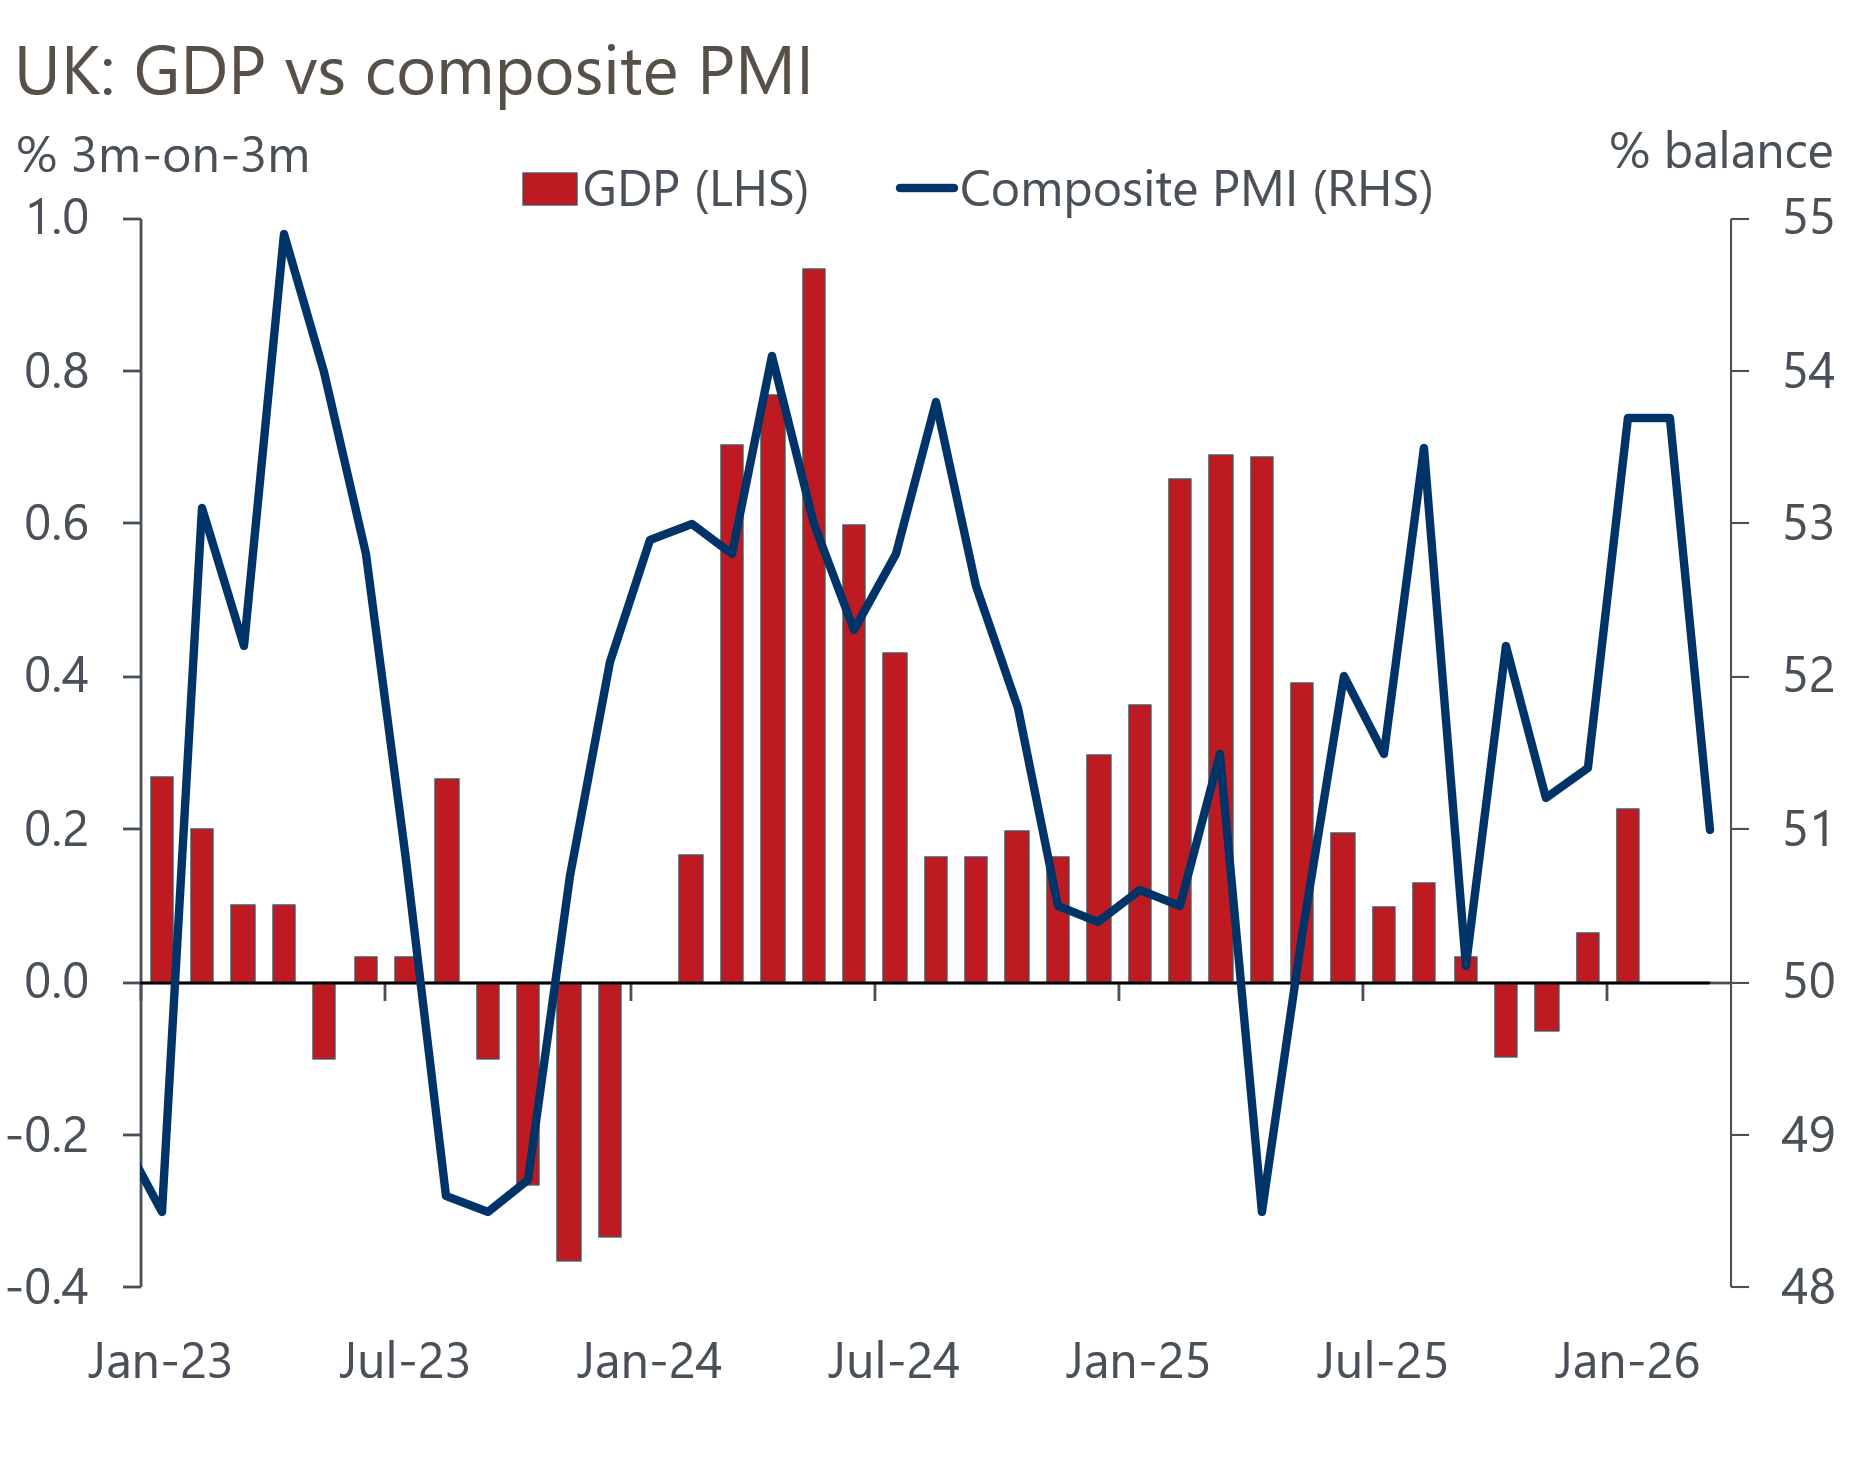 UK: GDP vs composite PMI
% 3m-on-3m
% balance
GDP (LHS)
Composite PMI (RHS)
1.0
0.8
0.6
0.4
0.2
0.0
-0.2
-0.4
55
54
53
52
51
50
49
48
Jan-23 Jul-23 Jan-24 Jul-24 Jan-25 Jul-25 Jan-26